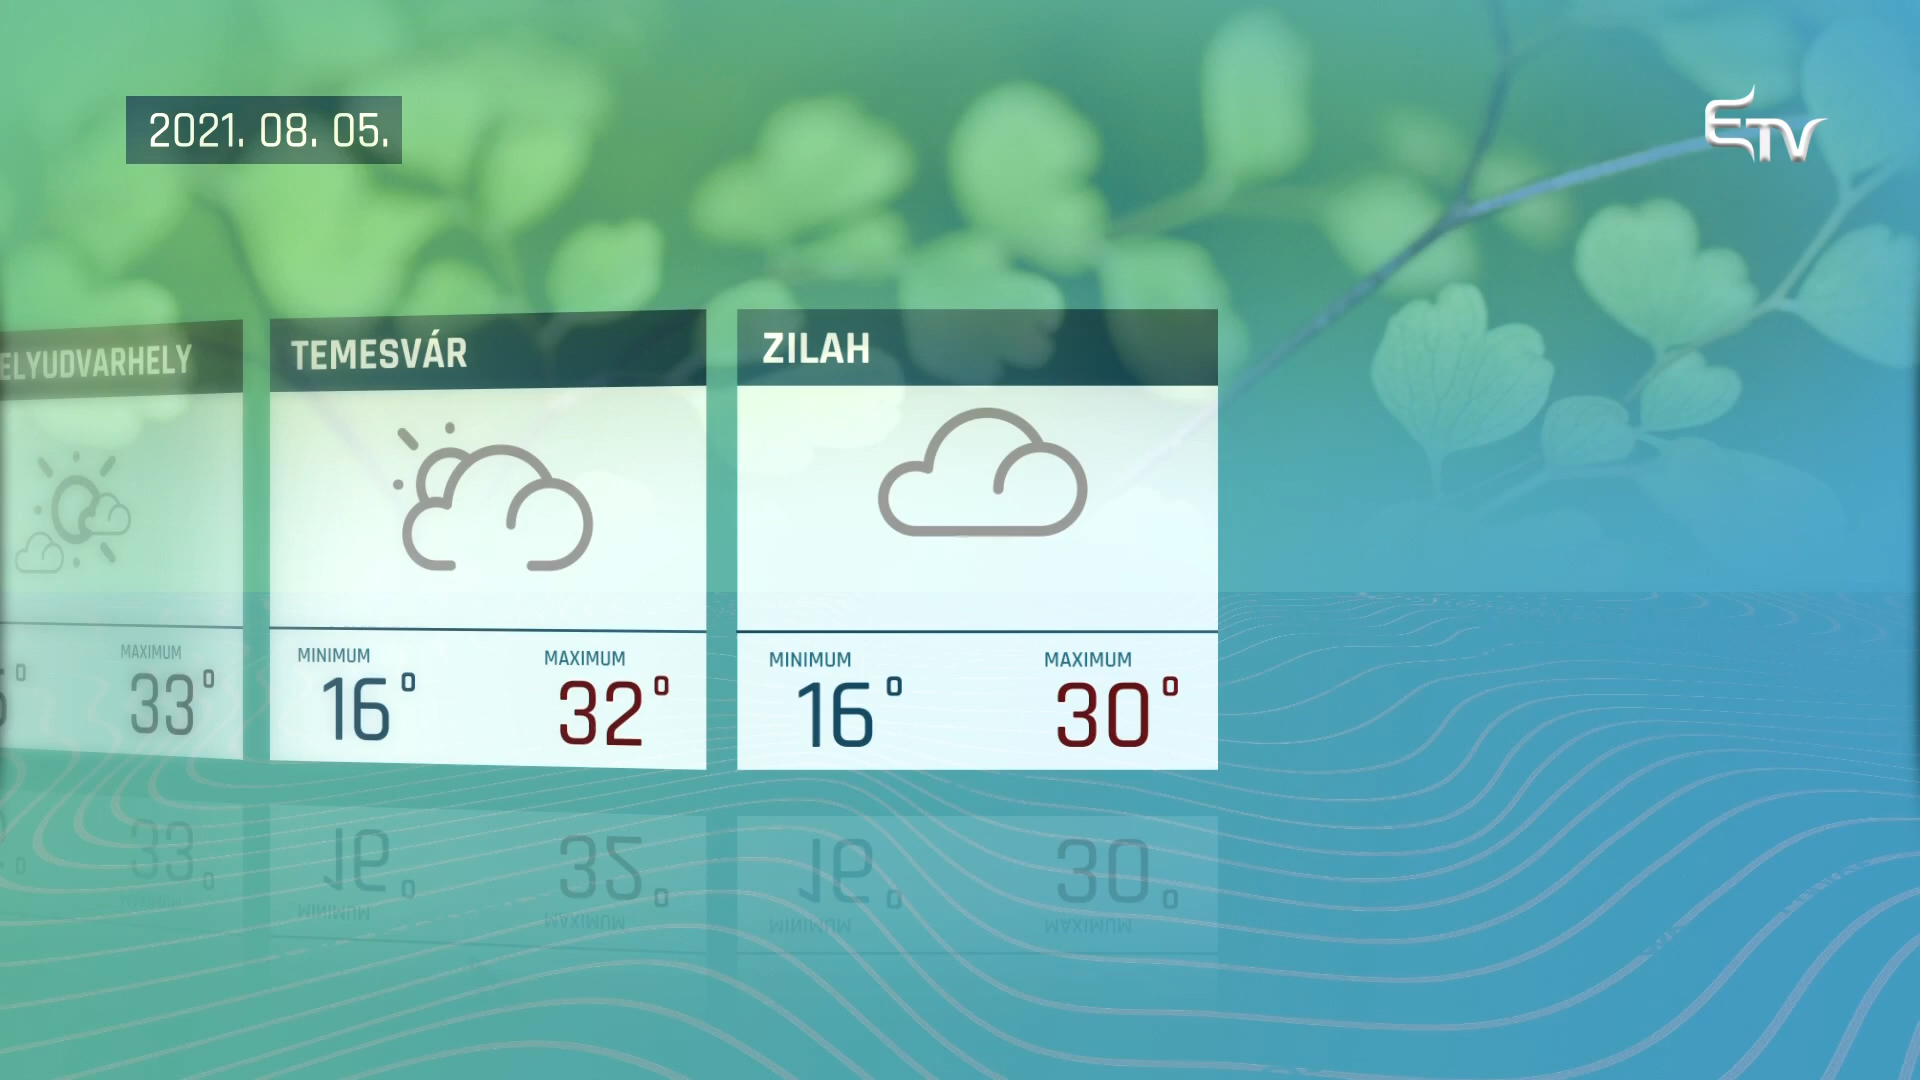 2021. 08. 05.
ETV
ELYUDVARHELY
MAXIMUM
33°
TEMESVÁR
MINIMUM
16°
MAXIMUM
32°
ZILAH
MINIMUM
16°
MAXIMUM
30°